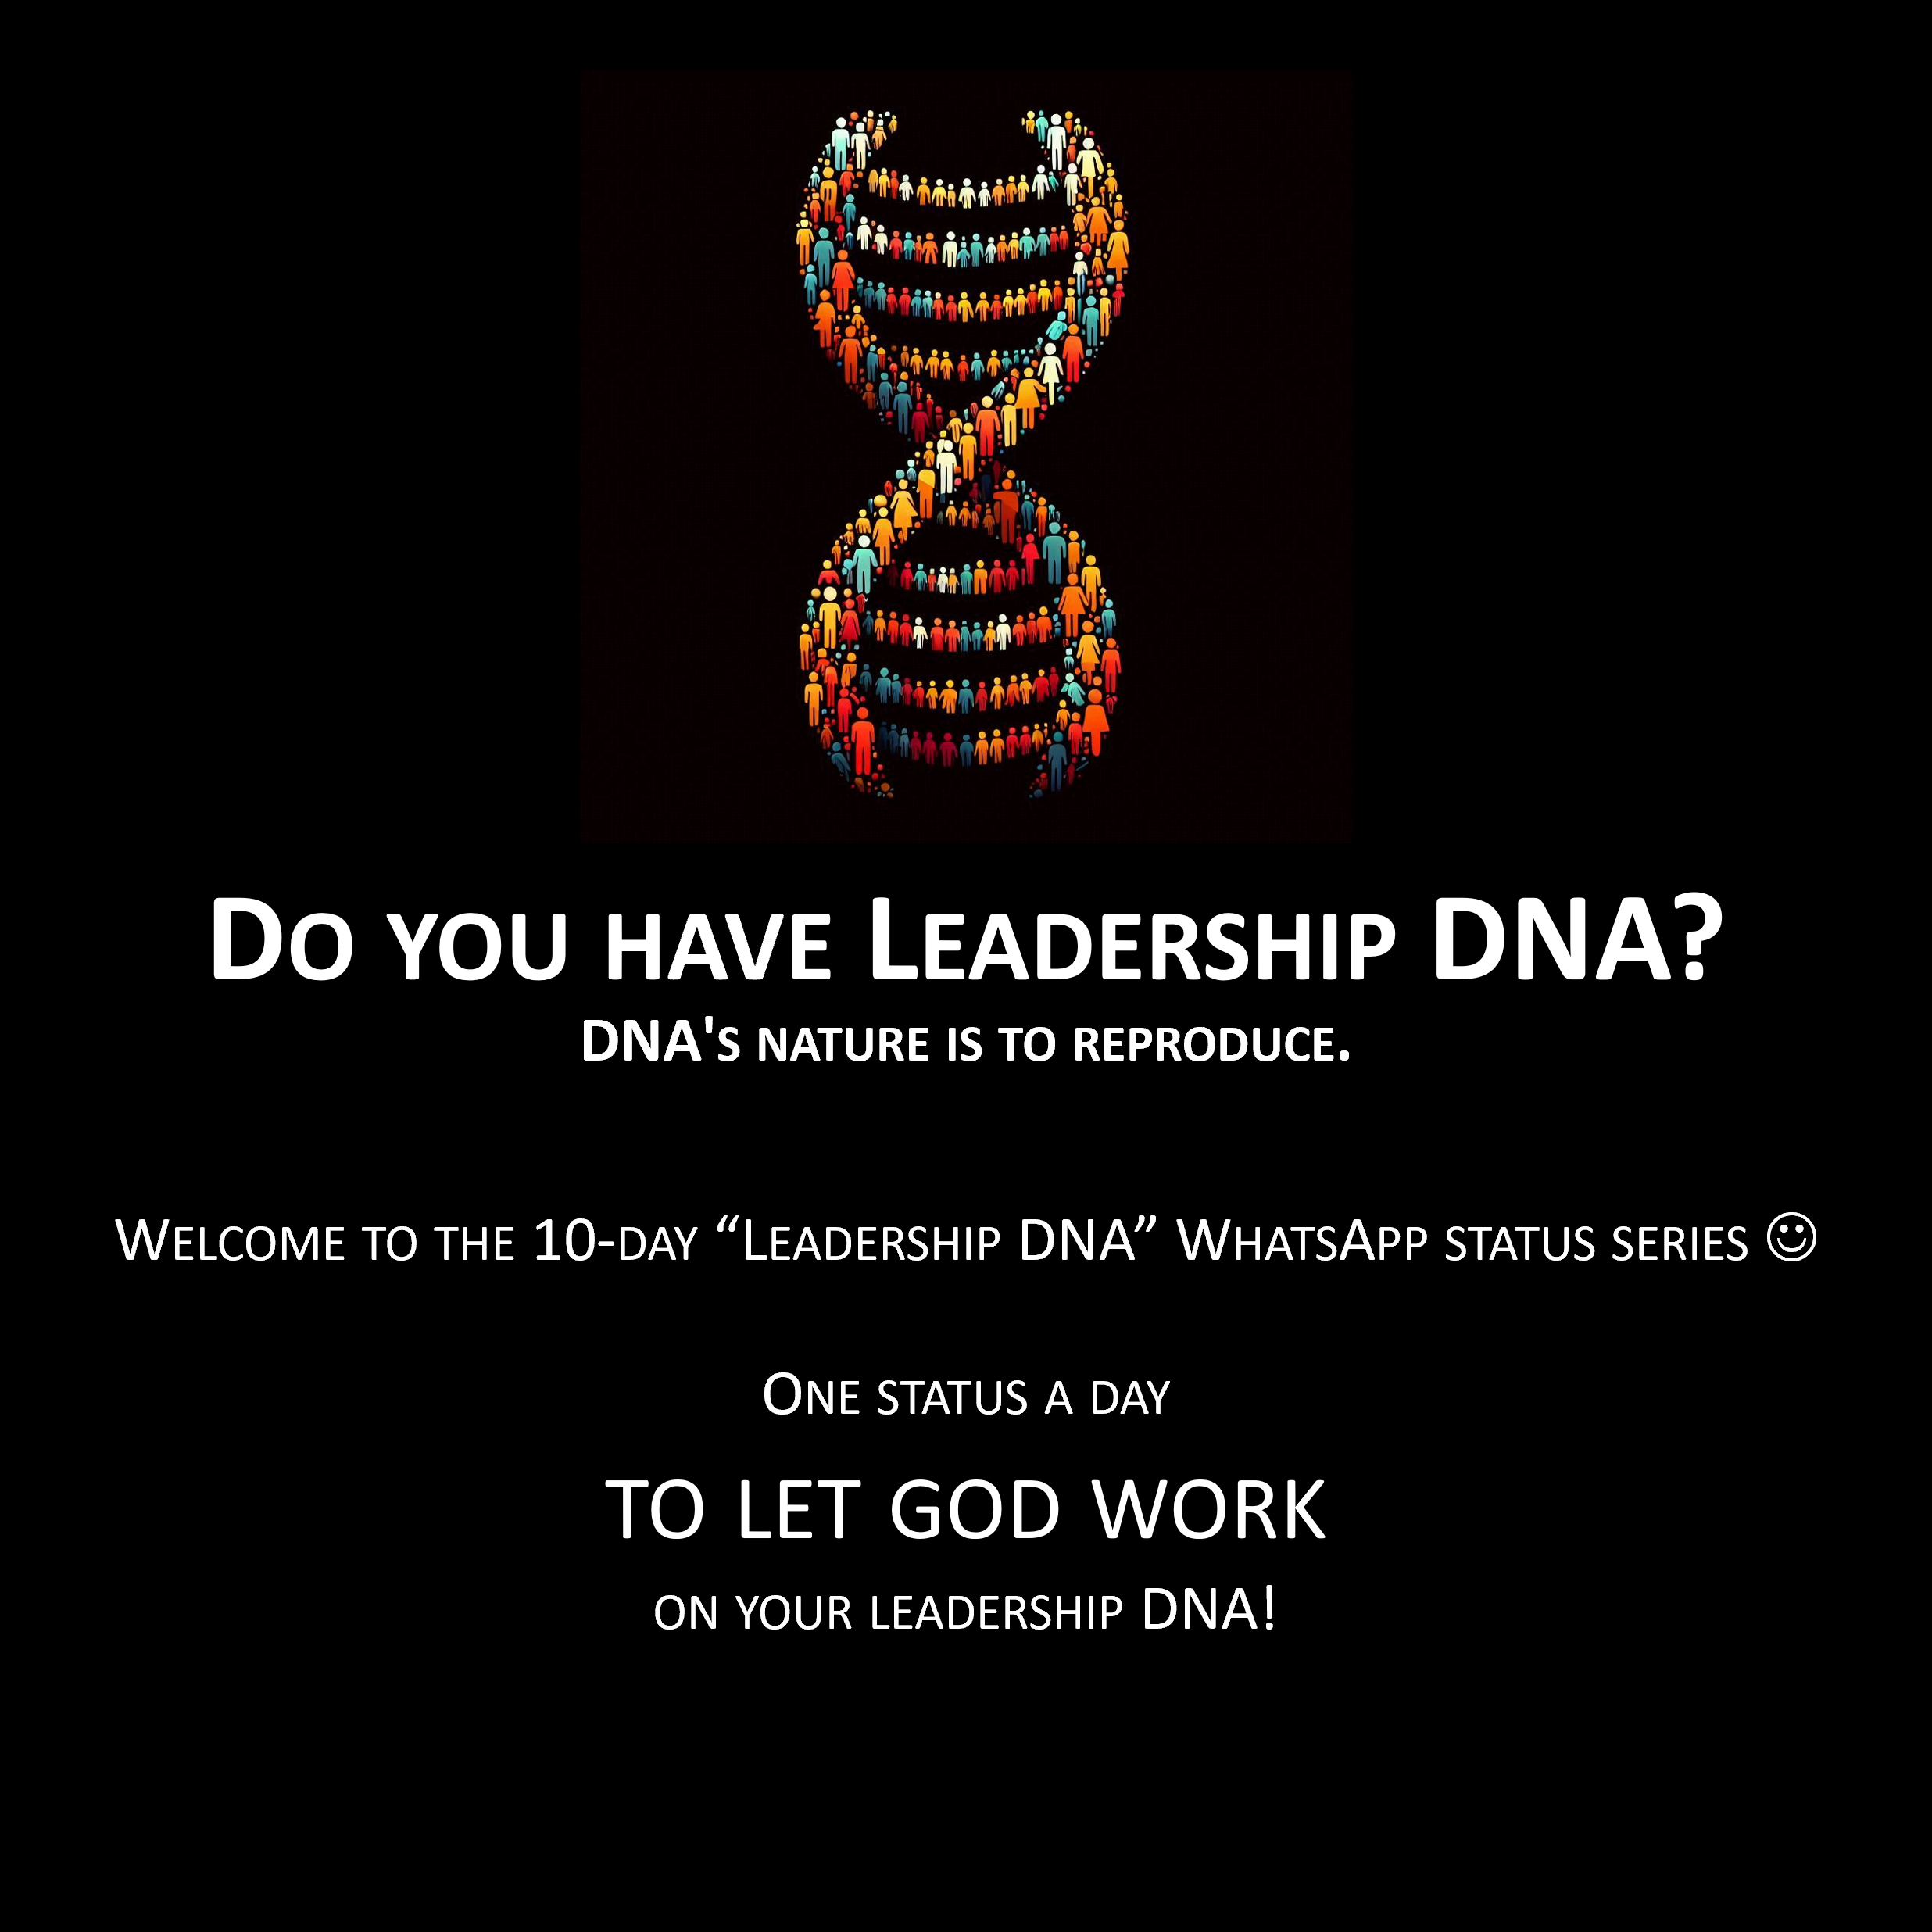 Do you have Leadership DNA?
DNA's nature is to reproduce.
Welcome to the 10-day “Leadership DNA” WhatsApp status series ☺
One status a day
TO LET GOD WORK
on your leadership DNA!